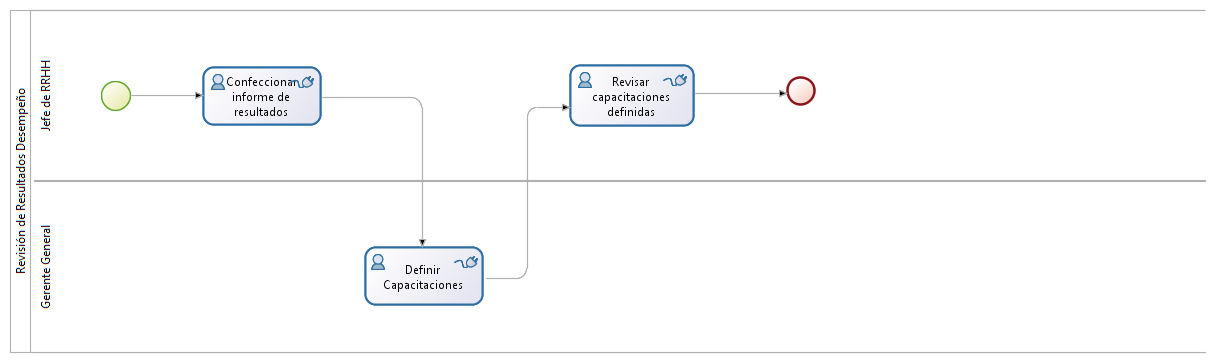 Revisión de Resultados Desempeño
Jefe de RRHH
Confeccionar
informe de
resultados
Revisar
capacitaciones
definidas
Gerente General
Definir
Capacitaciones